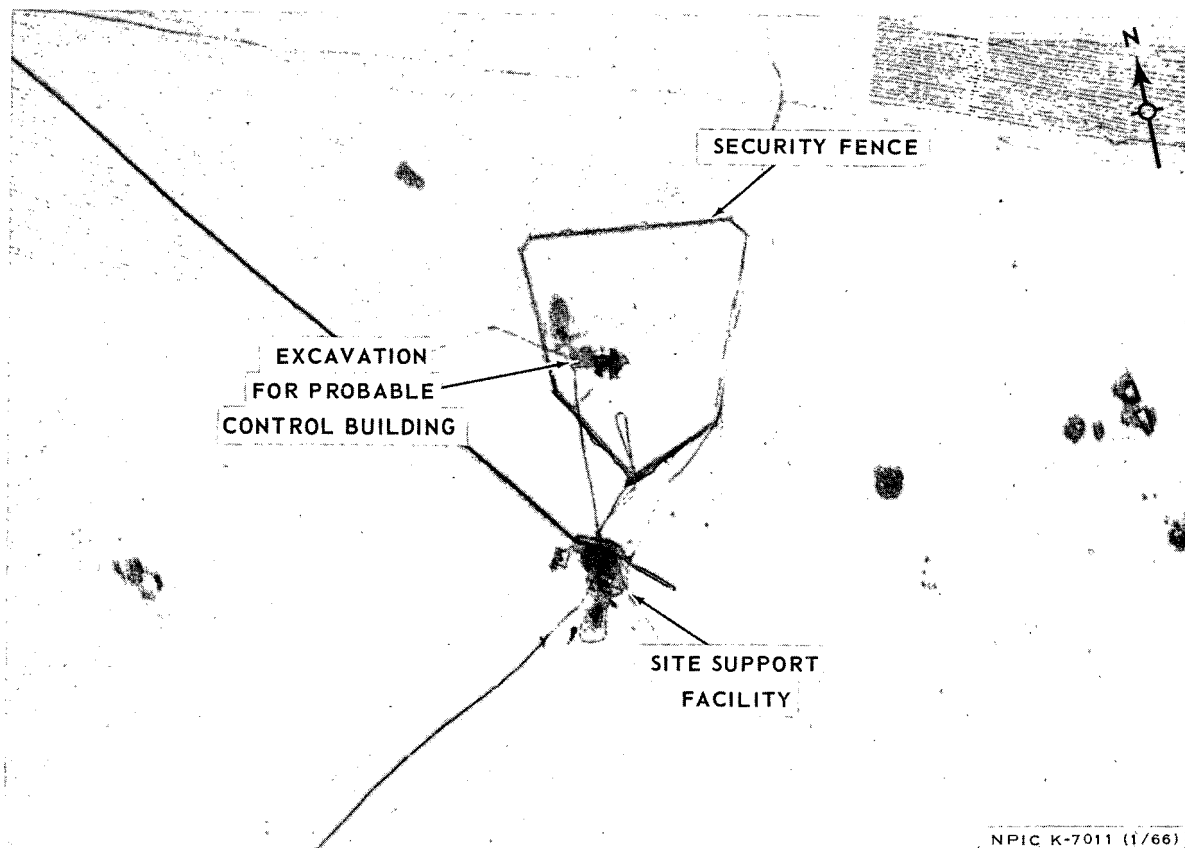 N
SECURITY FENCE
EXCAVATION
FOR PROBABLE
CONTROL BUILDING
SITE SUPPORT
FACILITY
NPIC K-7011 (1/66)